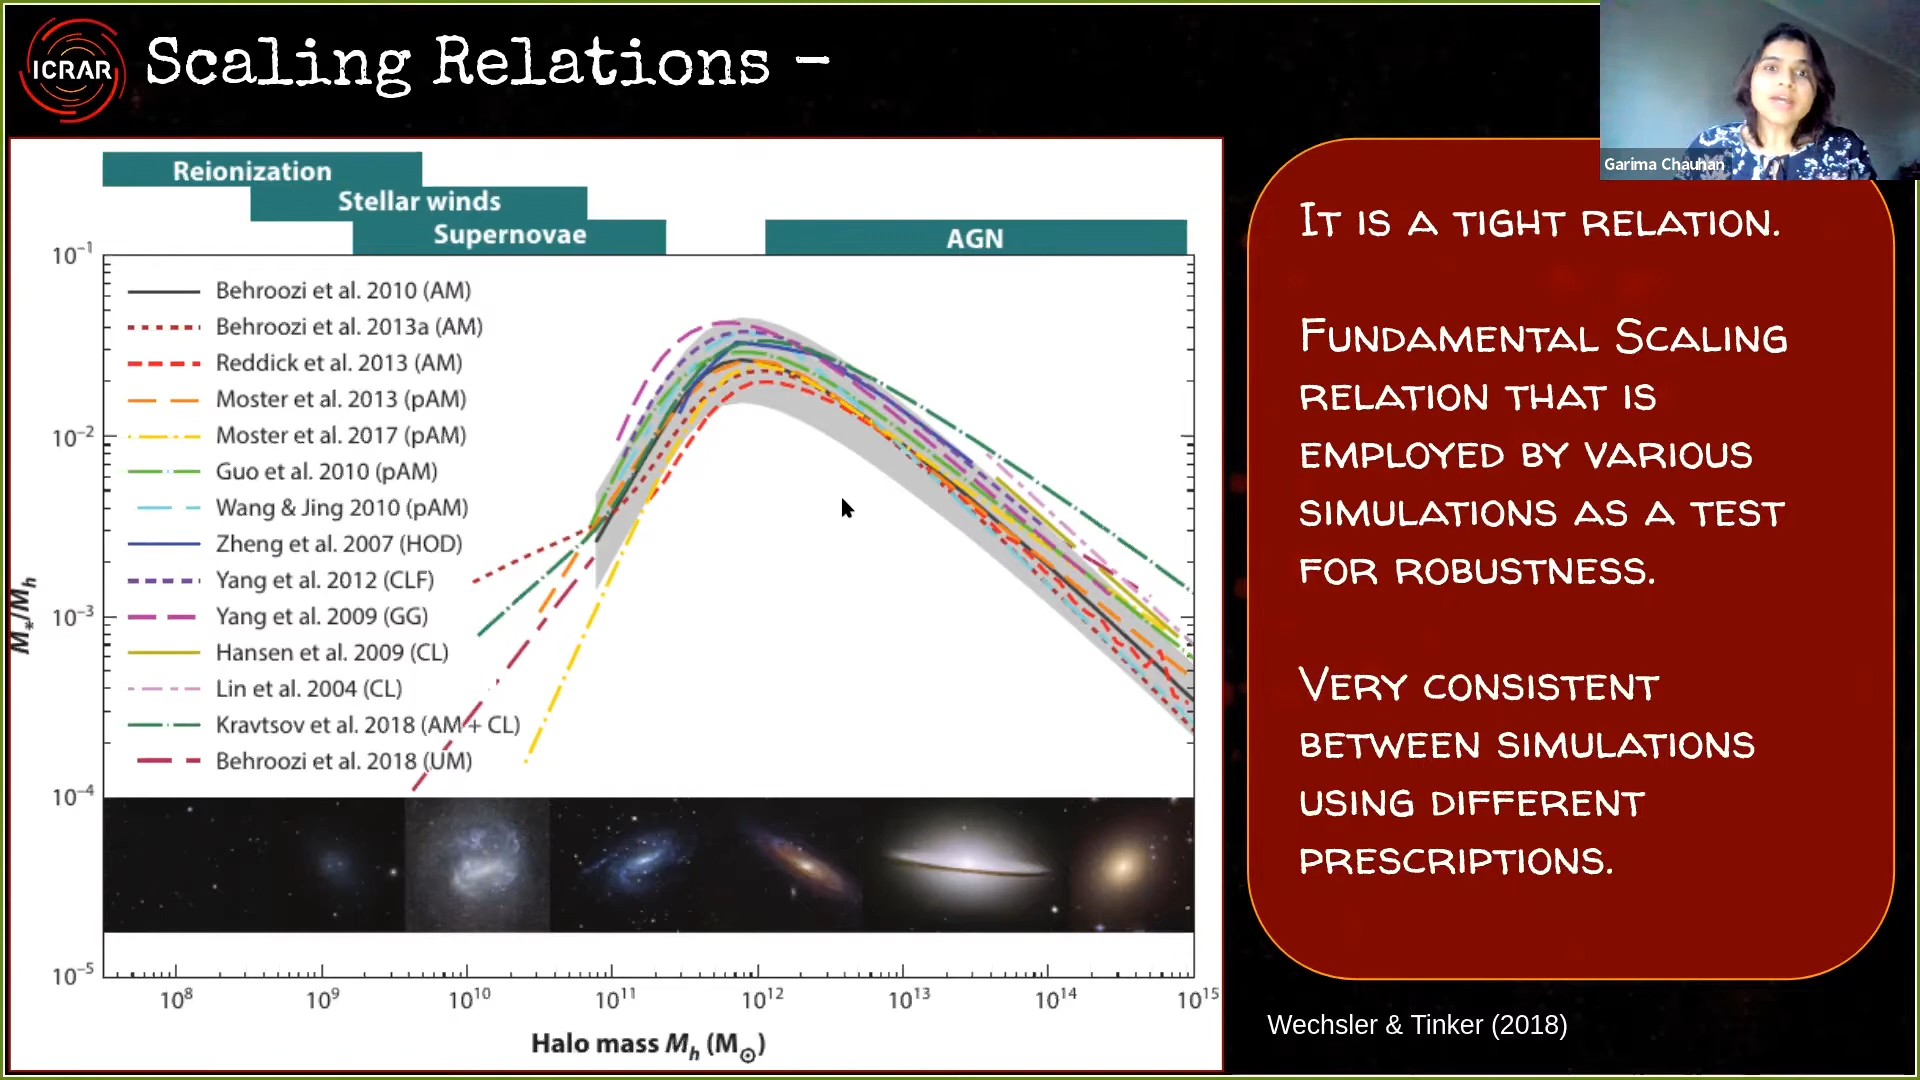 ICRAR
Scaling Relations –
Garima Chauhan
Reionization
Stellar winds
Supernovae
AGN
10⁻¹
10⁻²
10⁻³
10⁻⁴
10⁻⁵
M*/Mh
Behroozi et al. 2010 (AM)
Behroozi et al. 2013a (AM)
Reddick et al. 2013 (AM)
Moster et al. 2013 (pAM)
Moster et al. 2017 (pAM)
Guo et al. 2010 (pAM)
Wang & Jing 2010 (pAM)
Zheng et al. 2007 (HOD)
Yang et al. 2012 (CLF)
Yang et al. 2009 (GG)
Hansen et al. 2009 (CL)
Lin et al. 2004 (CL)
Kravtsov et al. 2018 (AM + CL)
Behroozi et al. 2018 (UM)
10⁸ 10⁹ 10¹⁰ 10¹¹ 10¹² 10¹³ 10¹⁴ 10¹⁵
Halo mass Mh (M⊙)
It is a tight relation.
Fundamental Scaling
relation that is
employed by various
simulations as a test
for robustness.
Very consistent
between simulations
using different
prescriptions.
Wechsler & Tinker (2018)